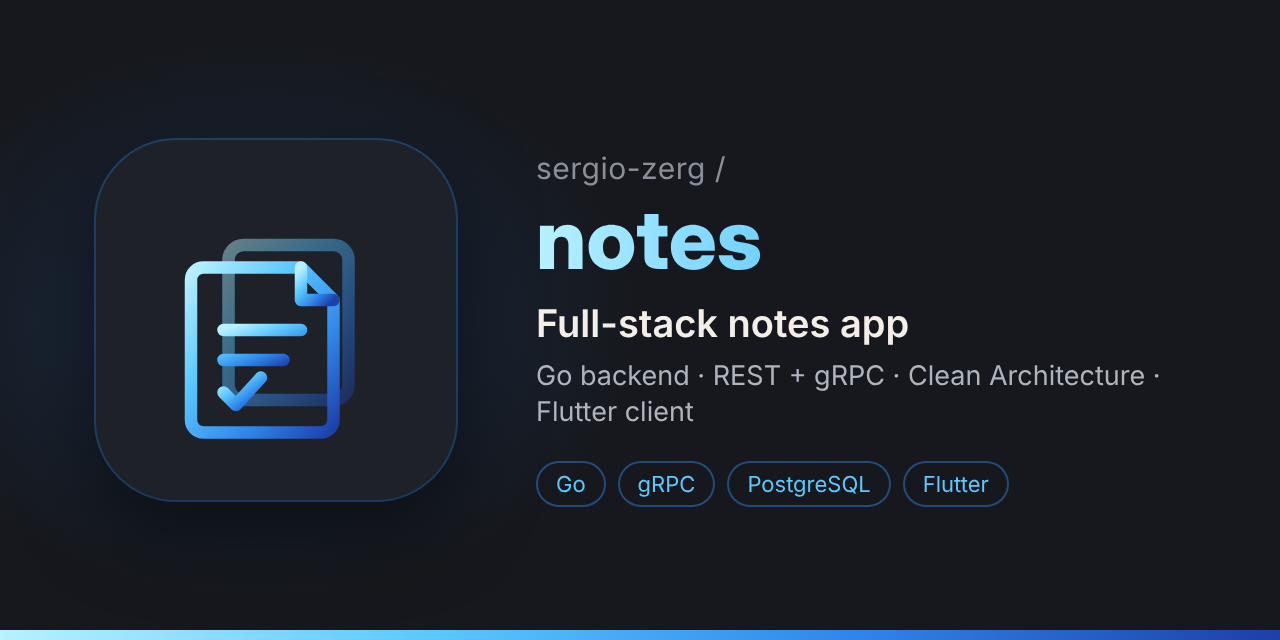 sergio-zerg /
notes
Full-stack notes app
Go backend · REST + gRPC · Clean Architecture ·
Flutter client
Go gRPC PostgreSQL Flutter